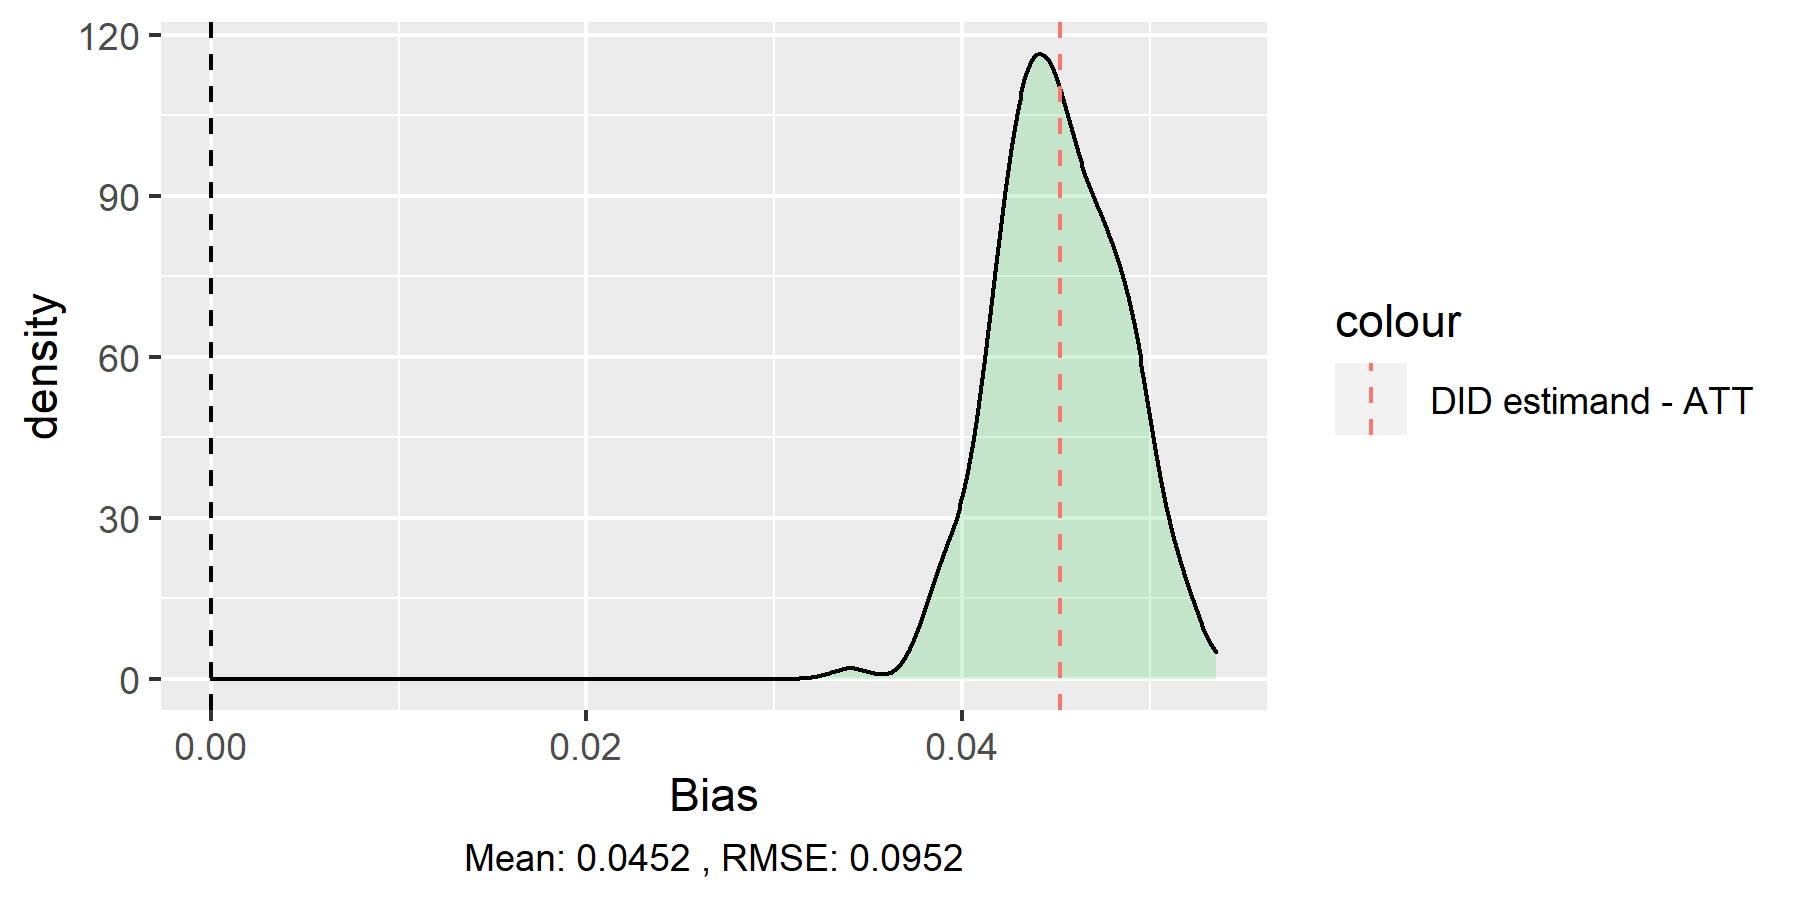 120
90
60
30
0
density
0.00 0.02 0.04
Bias
Mean: 0.0452 , RMSE: 0.0952
colour
DID estimand - ATT